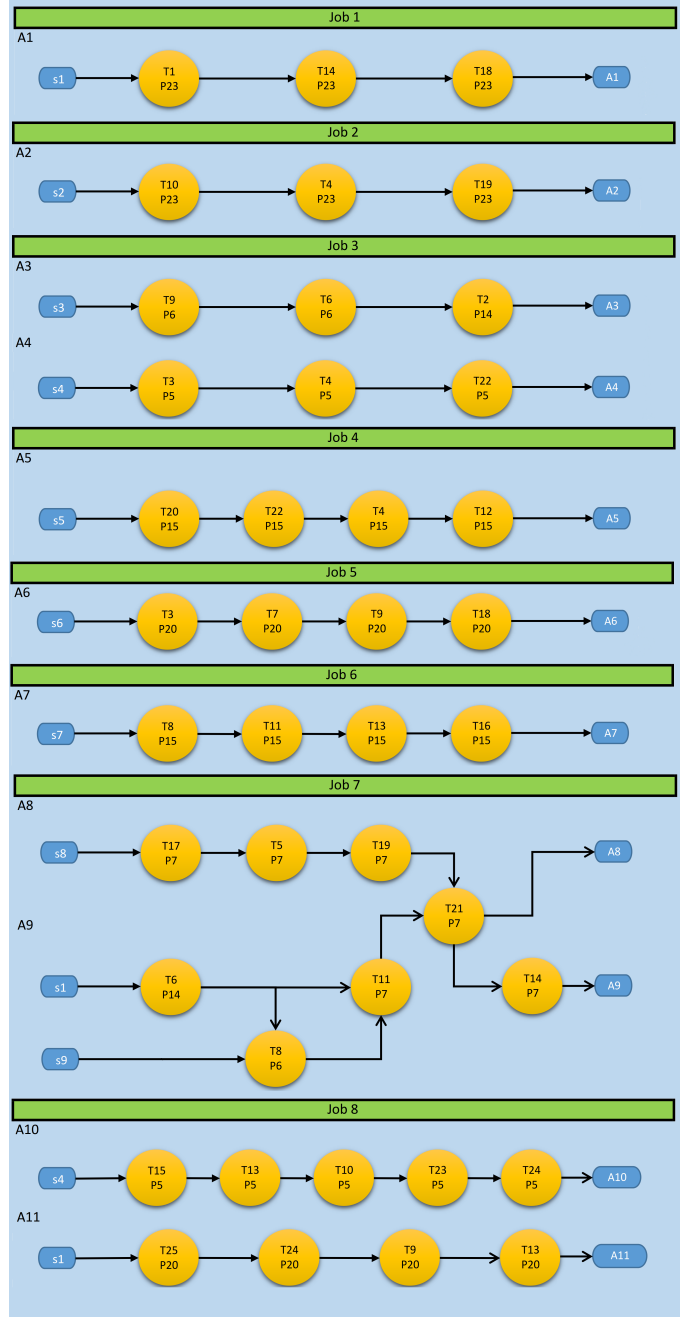 Job 1
A1
s1
T1
P23
T14
P23
T18
P23
A1
Job 2
A2
s2
T10
P23
T4
P23
T19
P23
A2
Job 3
A3
s3
T9
P6
T6
P6
T2
P14
A3
A4
s4
T3
P5
T4
P5
T22
P5
A4
Job 4
A5
s5
T20
P15
T22
P15
T4
P15
T12
P15
A5
Job 5
A6
s6
T3
P20
T7
P20
T9
P20
T18
P20
A6
Job 6
A7
s7
T8
P15
T11
P15
T13
P15
T16
P15
A7
Job 7
A8
s8
T17
P7
T5
P7
T19
P7
A8
T21
P7
A9
s1
T6
P14
T11
P7
T14
P7
A9
s9
T8
P6
Job 8
A10
s4
T15
P5
T13
P5
T10
P5
T23
P5
T24
P5
A10
A11
s1
T25
P20
T24
P20
T9
P20
T13
P20
A11